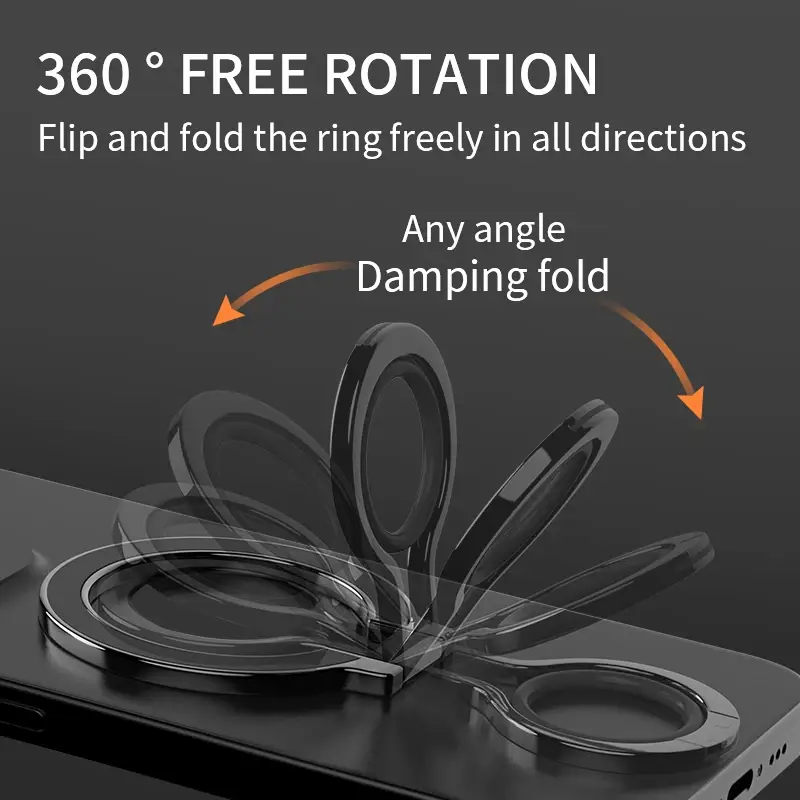 360 ° FREE ROTATION
Flip and fold the ring freely in all directions
Any angle
Damping fold